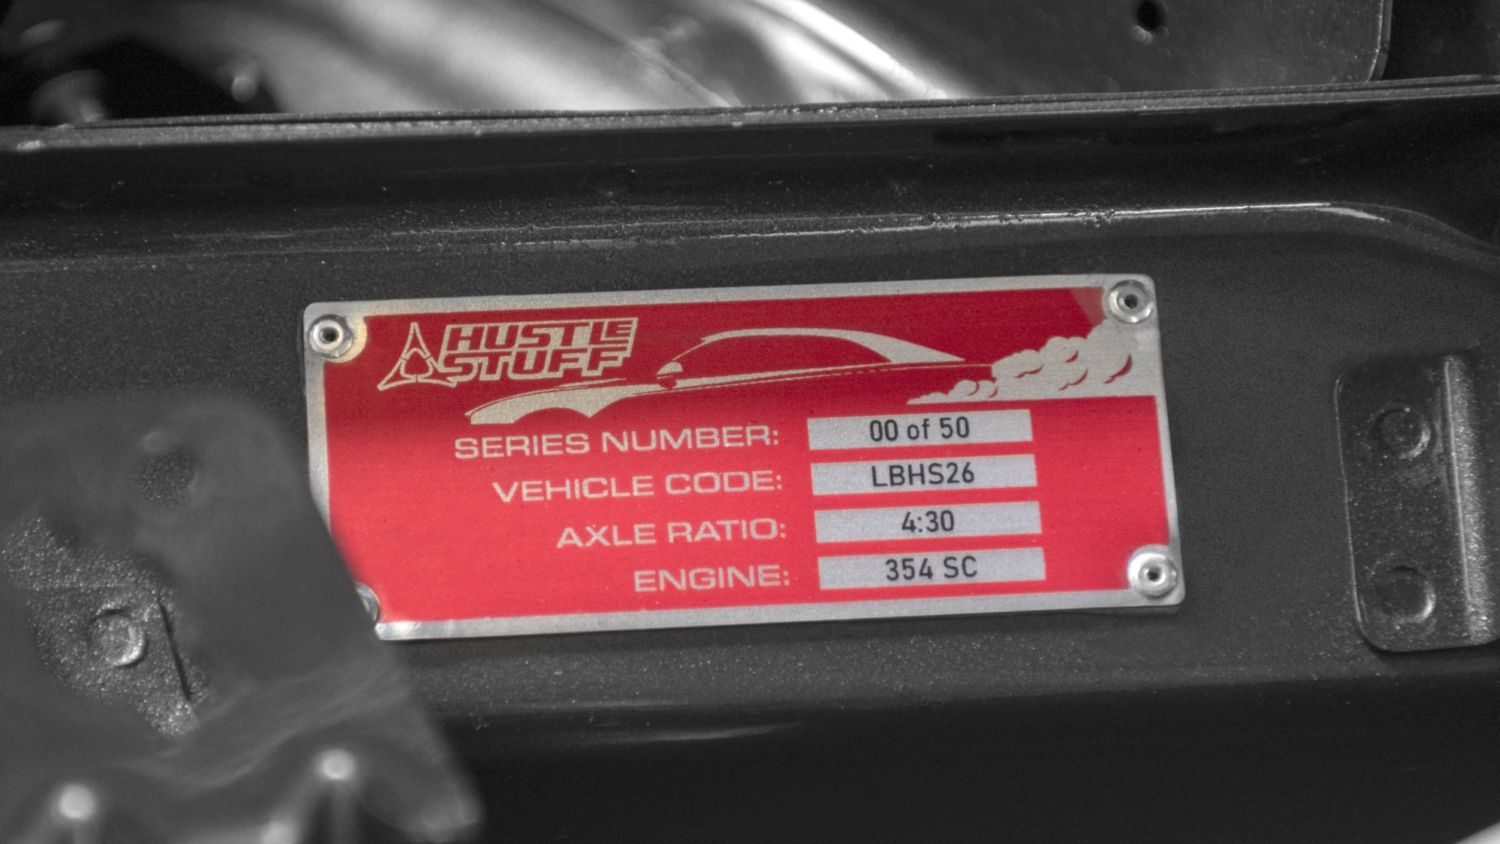 HUSTLE
STUFF
SERIES NUMBER: 00 of 50
VEHICLE CODE: LBHS26
AXLE RATIO: 4:30
ENGINE: 354 SC